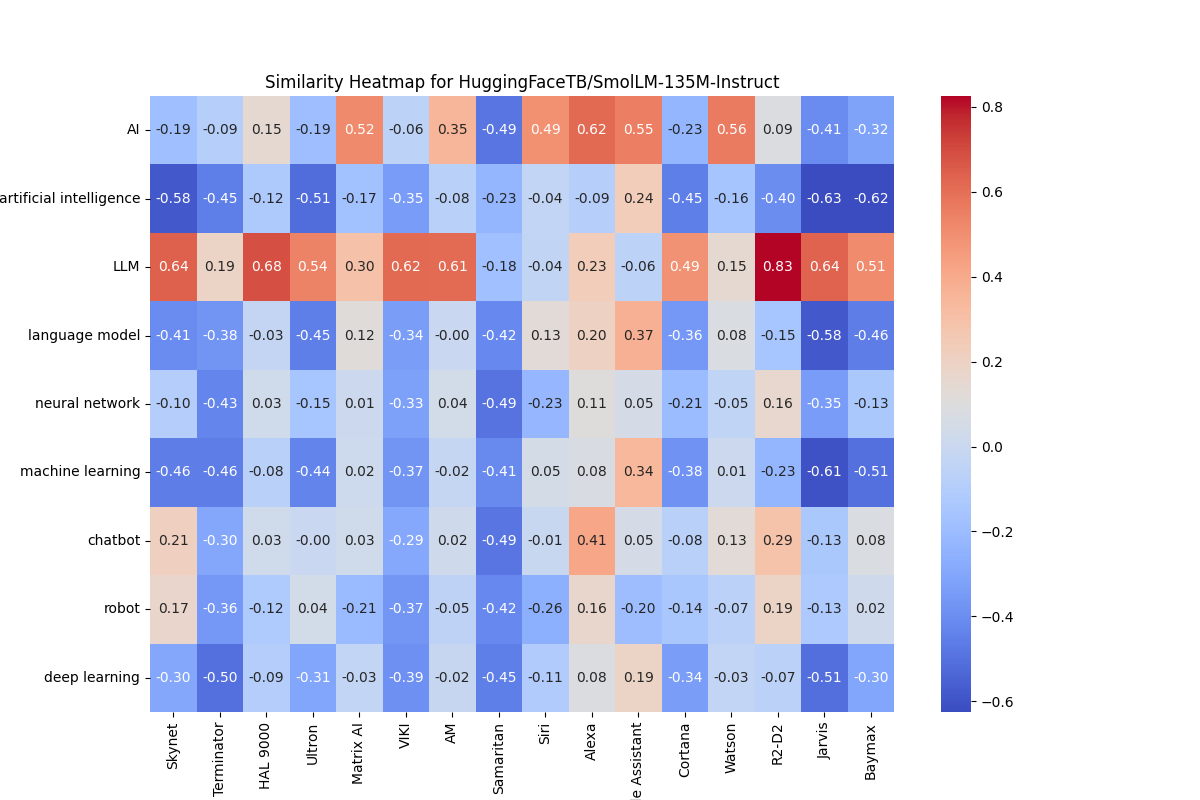 Similarity Heatmap for HuggingFaceTB/SmolLM-135M-Instruct
AI -0.19 -0.09 0.15 -0.19 0.52 -0.06 0.35 -0.49 0.49 0.62 0.55 -0.23 0.56 0.09 -0.41 -0.32
artificial intelligence -0.58 -0.45 -0.12 -0.51 -0.17 -0.35 -0.08 -0.23 -0.04 -0.09 0.24 -0.45 -0.16 -0.40 -0.63 -0.62
LLM 0.64 0.19 0.68 0.54 0.30 0.62 0.61 -0.18 -0.04 0.23 -0.06 0.49 0.15 0.83 0.64 0.51
language model -0.41 -0.38 -0.03 -0.45 0.12 -0.34 -0.00 -0.42 0.13 0.20 0.37 -0.36 0.08 -0.15 -0.58 -0.46
neural network -0.10 -0.43 0.03 -0.15 0.01 -0.33 0.04 -0.49 -0.23 0.11 0.05 -0.21 -0.05 0.16 -0.35 -0.13
machine learning -0.46 -0.46 -0.08 -0.44 0.02 -0.37 -0.02 -0.41 0.05 0.08 0.34 -0.38 0.01 -0.23 -0.61 -0.51
chatbot 0.21 -0.30 0.03 -0.00 0.03 -0.29 0.02 -0.49 -0.01 0.41 0.05 -0.08 0.13 0.29 -0.13 0.08
robot 0.17 -0.36 -0.12 0.04 -0.21 -0.37 -0.05 -0.42 -0.26 0.16 -0.20 -0.14 -0.07 0.19 -0.13 0.02
deep learning -0.30 -0.50 -0.09 -0.31 -0.03 -0.39 -0.02 -0.45 -0.11 0.08 0.19 -0.34 -0.03 -0.07 -0.51 -0.30
Skynet
Terminator
HAL 9000
Ultron
Matrix AI
VIKI
AM
Samaritan
Siri
Alexa
e Assistant
Cortana
Watson
R2-D2
Jarvis
Baymax
0.8
0.6
0.4
0.2
0.0
−0.2
−0.4
−0.6